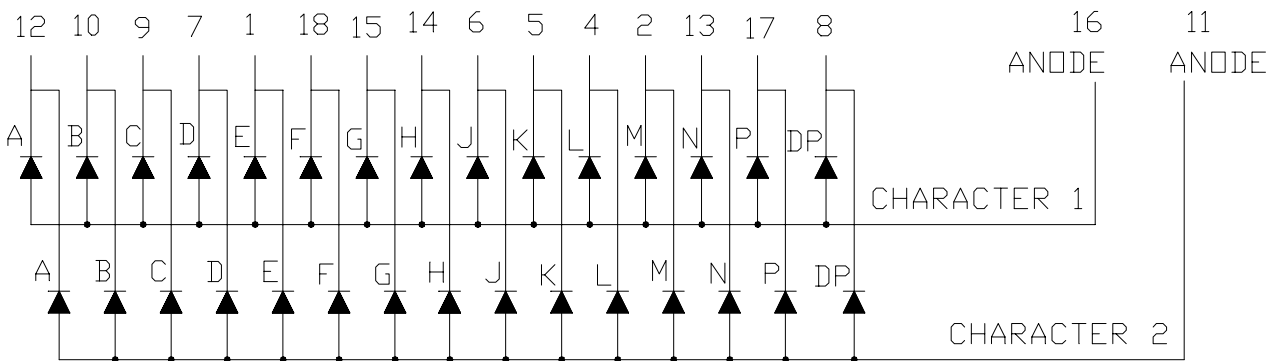 12 10 9 7 1 18 15 14 6 5 4 2 13 17 8 16 11
ANODE ANODE
A B C D E F G H J K L M N P DP
CHARACTER 1
A B C D E F G H J K L M N P DP
CHARACTER 2